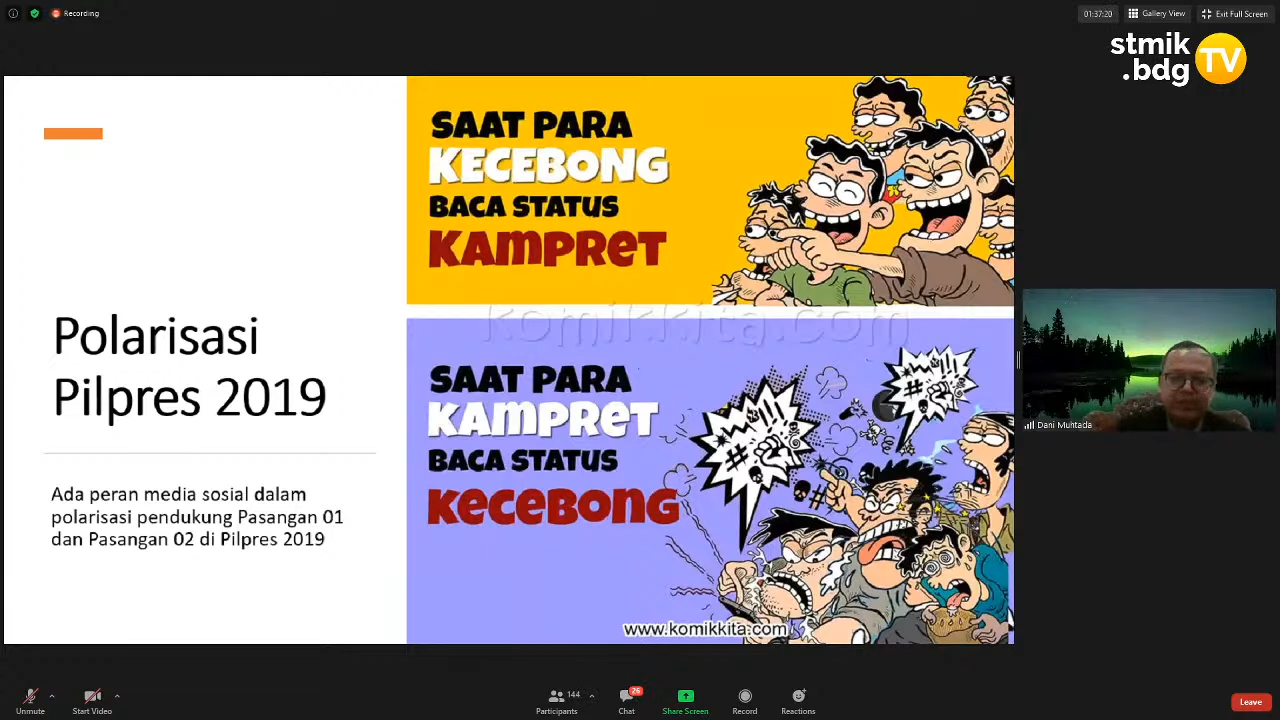 Recording
01:37:20
Gallery View
Exit Full Screen
stmik
.bdg
TV
SAAT PARA
KECEBONG
BACA STATUS
KAMPRET
Polarisasi
Pilpres 2019
Ada peran media sosial dalam
polarisasi pendukung Pasangan 01
dan Pasangan 02 di Pilpres 2019
komikkita.com
SAAT PARA
KAMPRET
BACA STATUS
KECEBONG
www.komikkita.com
Dani Muhtada
Unmute
Start Video
144
Participants
26
Chat
Share Screen
Record
Reactions
Leave